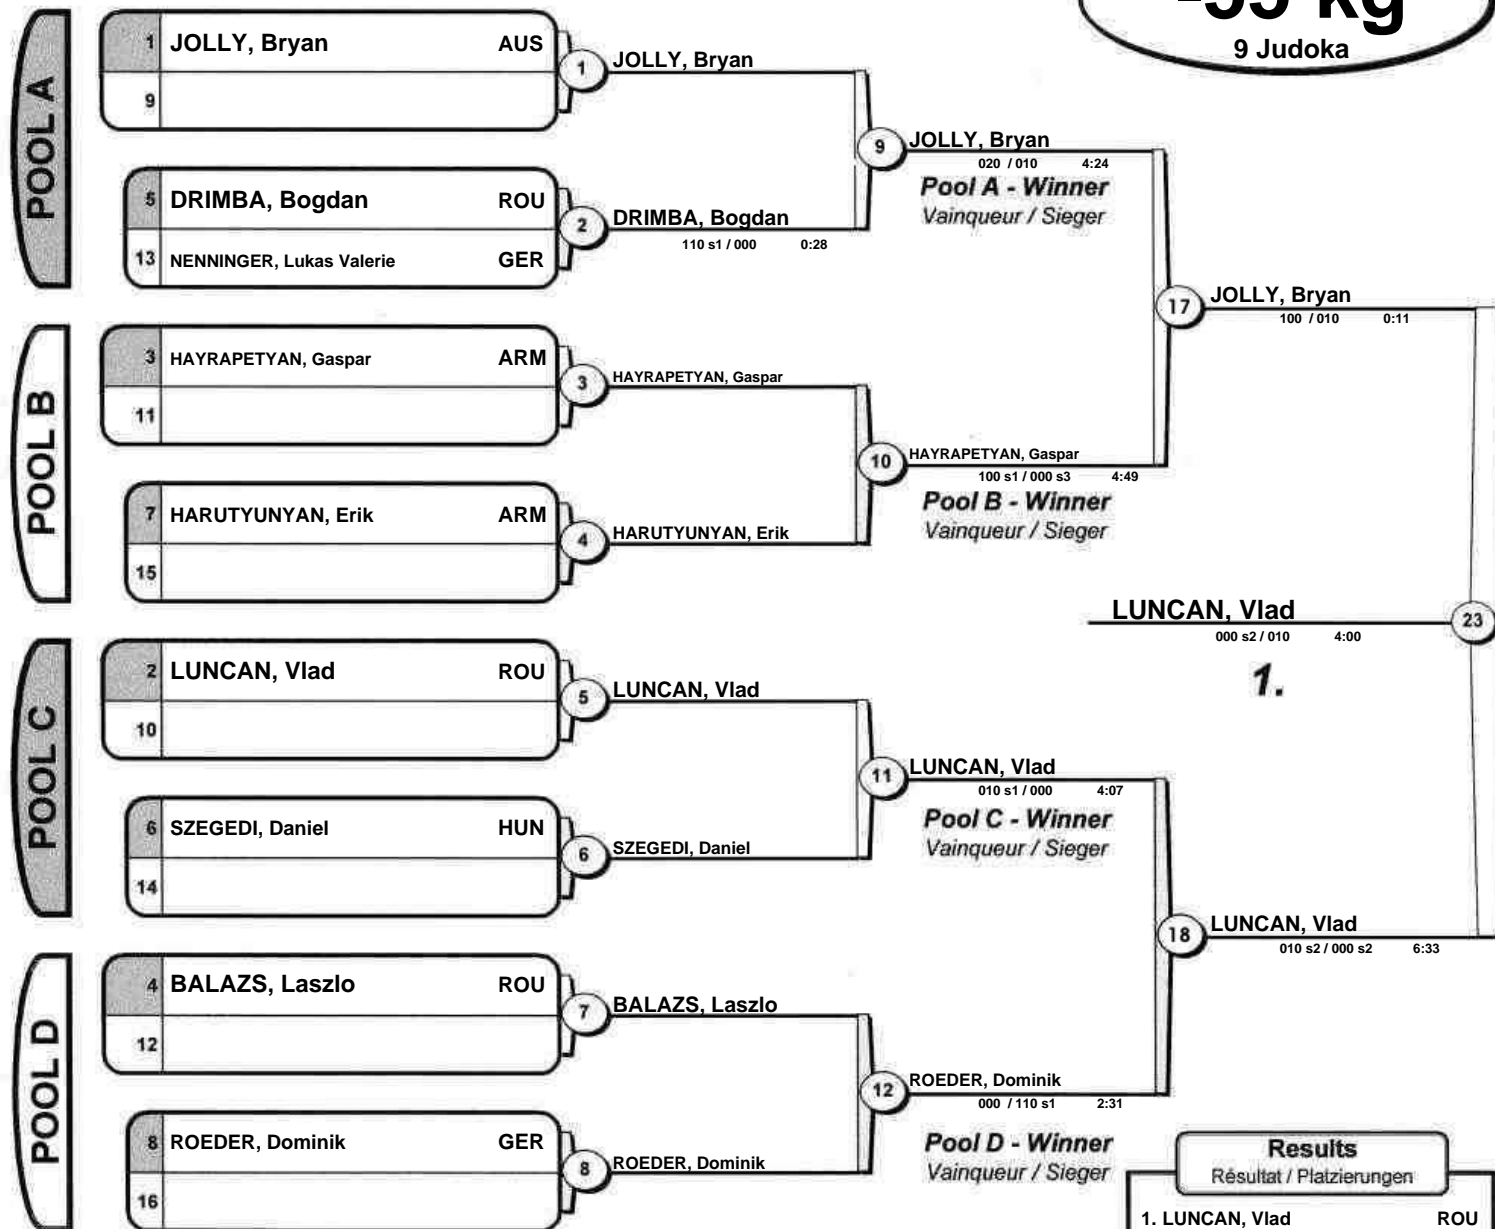 -55 kg
9 Judoka
POOL A
1 JOLLY, Bryan AUS
9
1 JOLLY, Bryan
5 DRIMBA, Bogdan ROU
13 NENNINGER, Lukas Valerie GER
2 DRIMBA, Bogdan
110 s1 / 000 0:28
9 JOLLY, Bryan
020 / 010 4:24
Pool A - Winner
Vainqueur / Sieger
POOL B
3 HAYRAPETYAN, Gaspar ARM
11
3 HAYRAPETYAN, Gaspar
7 HARUTYUNYAN, Erik ARM
15
4 HARUTYUNYAN, Erik
10 HAYRAPETYAN, Gaspar
100 s1 / 000 s3 4:49
Pool B - Winner
Vainqueur / Sieger
17 JOLLY, Bryan
100 / 010 0:11
LUNCAN, Vlad 23
000 s2 / 010 4:00
1.
POOL C
2 LUNCAN, Vlad ROU
10
5 LUNCAN, Vlad
6 SZEGEDI, Daniel HUN
14
6 SZEGEDI, Daniel
11 LUNCAN, Vlad
010 s1 / 000 4:07
Pool C - Winner
Vainqueur / Sieger
POOL D
4 BALAZS, Laszlo ROU
12
7 BALAZS, Laszlo
8 ROEDER, Dominik GER
16
8 ROEDER, Dominik
12 ROEDER, Dominik
000 / 110 s1 2:31
Pool D - Winner
Vainqueur / Sieger
18 LUNCAN, Vlad
010 s2 / 000 s2 6:33
Results
Résultat / Platzierungen
1. LUNCAN, Vlad ROU